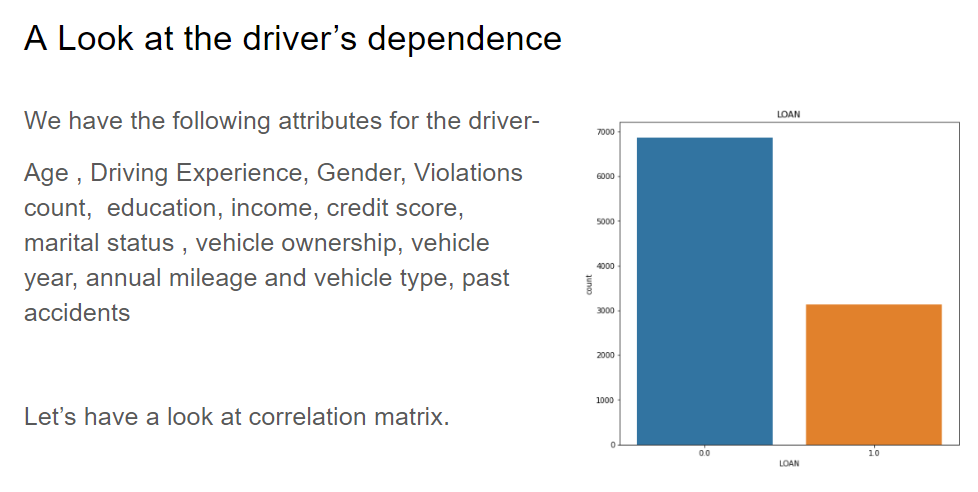 A Look at the driver’s dependence
We have the following attributes for the driver-
Age , Driving Experience, Gender, Violations
count,  education, income, credit score,
marital status , vehicle ownership, vehicle
year, annual mileage and vehicle type, past
accidents
Let’s have a look at correlation matrix.
LOAN
7000
6000
5000
4000
3000
2000
1000
0
count
0.0
1.0
LOAN